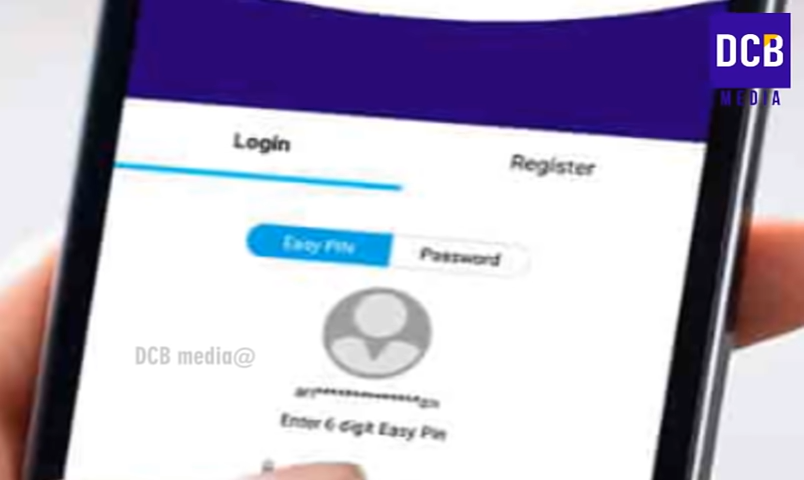 DCB
MEDIA
Login
Register
Easy PIN
Password
DCB media@
Enter 6 digit Easy Pin